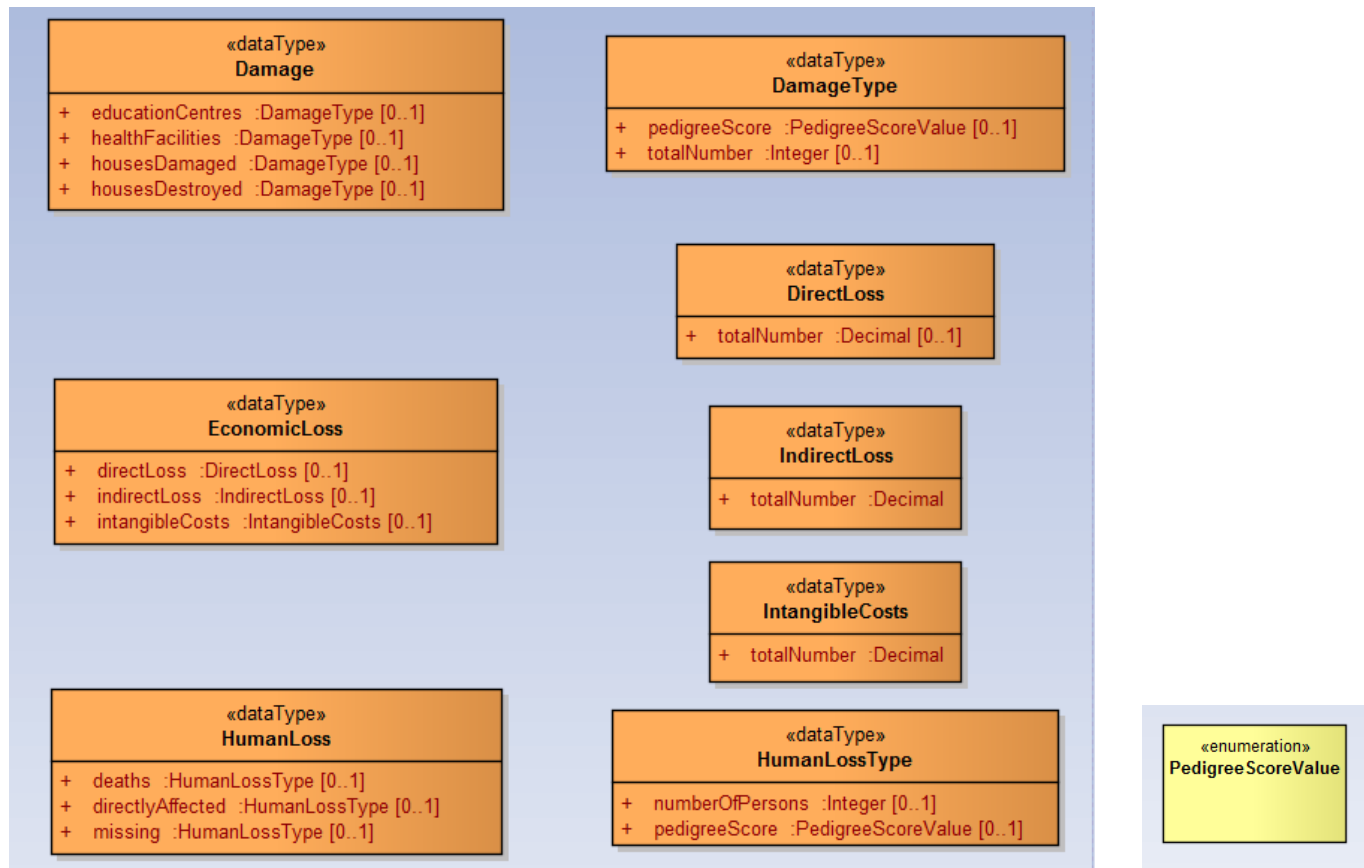 «dataType»
Damage
+ educationCentres :DamageType [0..1]
+ healthFacilities :DamageType [0..1]
+ housesDamaged :DamageType [0..1]
+ housesDestroyed :DamageType [0..1]
«dataType»
DamageType
+ pedigreeScore :PedigreeScoreValue [0..1]
+ totalNumber :Integer [0..1]
«dataType»
DirectLoss
+ totalNumber :Decimal [0..1]
«dataType»
EconomicLoss
+ directLoss :DirectLoss [0..1]
+ indirectLoss :IndirectLoss [0..1]
+ intangibleCosts :IntangibleCosts [0..1]
«dataType»
IndirectLoss
+ totalNumber :Decimal
«dataType»
IntangibleCosts
+ totalNumber :Decimal
«dataType»
HumanLoss
+ deaths :HumanLossType [0..1]
+ directlyAffected :HumanLossType [0..1]
+ missing :HumanLossType [0..1]
«dataType»
HumanLossType
+ numberOfPersons :Integer [0..1]
+ pedigreeScore :PedigreeScoreValue [0..1]
«enumeration»
PedigreeScoreValue